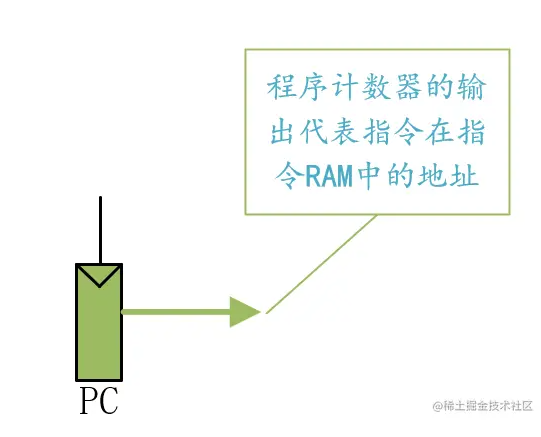 程序计数器的输
出代表指令在指
令RAM中的地址
PC
@稀土掘金技术社区